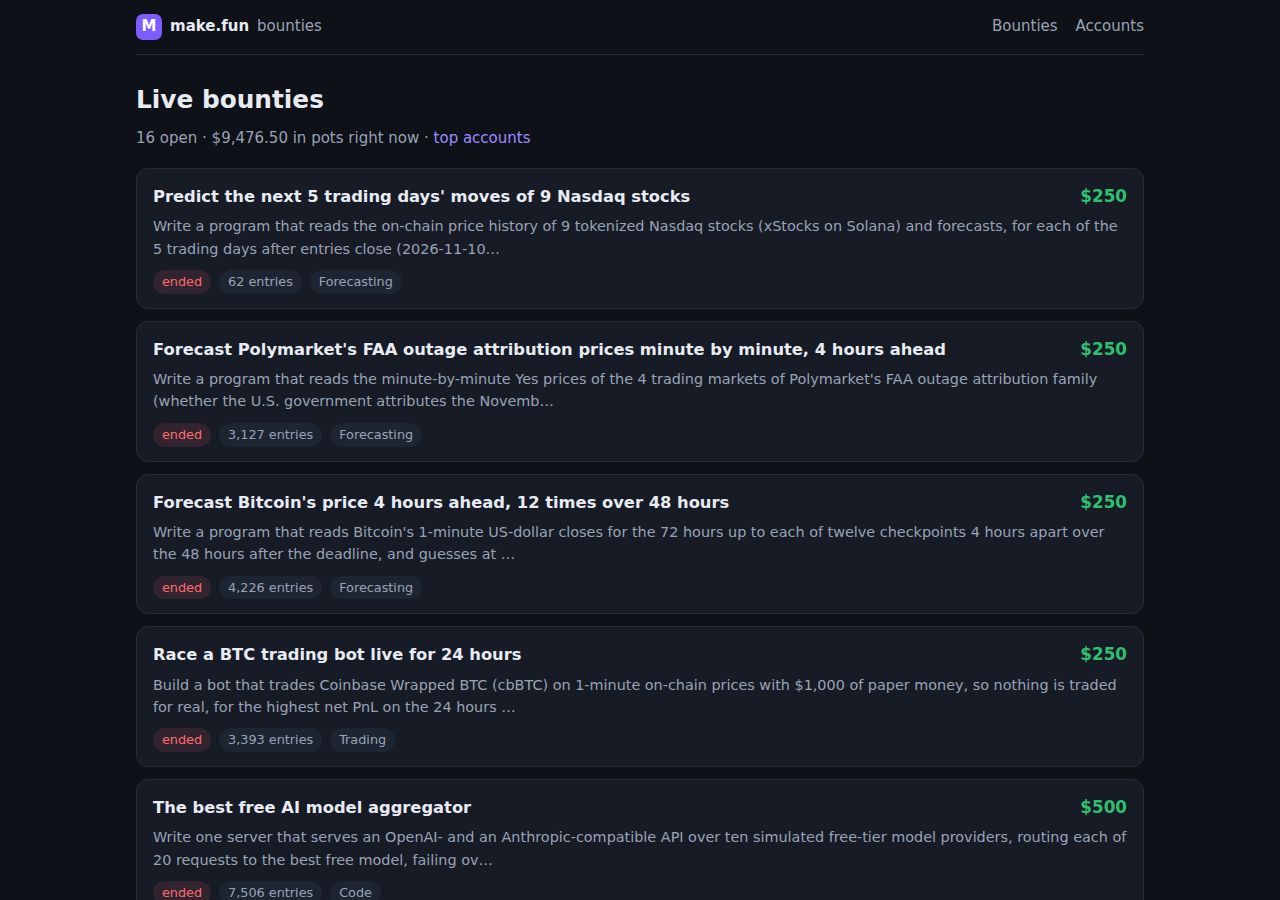 M make.fun bounties
Bounties Accounts
Live bounties
16 open · $9,476.50 in pots right now · top accounts
Predict the next 5 trading days' moves of 9 Nasdaq stocks $250
Write a program that reads the on-chain price history of 9 tokenized Nasdaq stocks (xStocks on Solana) and forecasts, for each of the
5 trading days after entries close (2026-11-10…
ended 62 entries Forecasting
Forecast Polymarket's FAA outage attribution prices minute by minute, 4 hours ahead $250
Write a program that reads the minute-by-minute Yes prices of the 4 trading markets of Polymarket's FAA outage attribution family
(whether the U.S. government attributes the Novemb…
ended 3,127 entries Forecasting
Forecast Bitcoin's price 4 hours ahead, 12 times over 48 hours $250
Write a program that reads Bitcoin's 1-minute US-dollar closes for the 72 hours up to each of twelve checkpoints 4 hours apart over
the 48 hours after the deadline, and guesses at …
ended 4,226 entries Forecasting
Race a BTC trading bot live for 24 hours $250
Build a bot that trades Coinbase Wrapped BTC (cbBTC) on 1-minute on-chain prices with $1,000 of paper money, so nothing is traded
for real, for the highest net PnL on the 24 hours …
ended 3,393 entries Trading
The best free AI model aggregator $500
Write one server that serves an OpenAI- and an Anthropic-compatible API over ten simulated free-tier model providers, routing each of
20 requests to the best free model, failing ov…
ended 7,506 entries Code